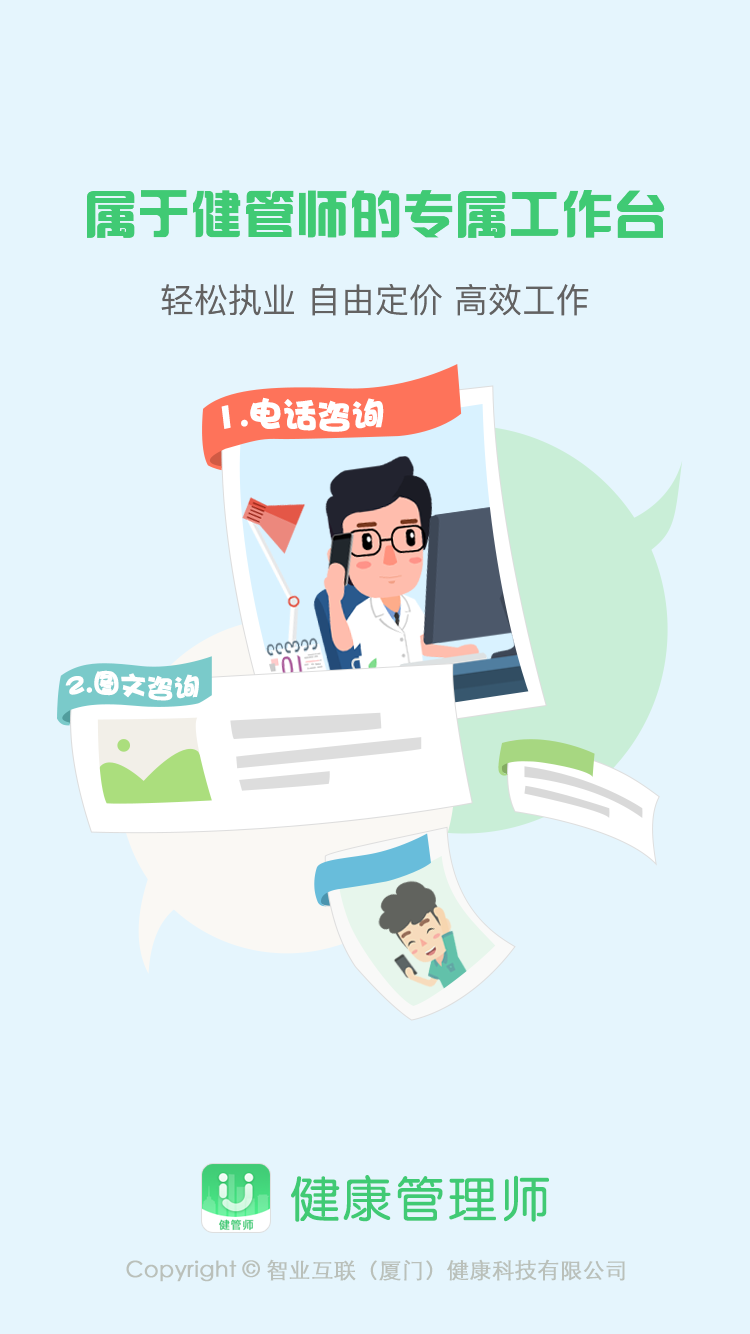 属于健管师的专属工作台
轻松执业 自由定价 高效工作
1.电话咨询
01
2.图文咨询
健管师
健康管理师
Copyright © 智业互联（厦门）健康科技有限公司